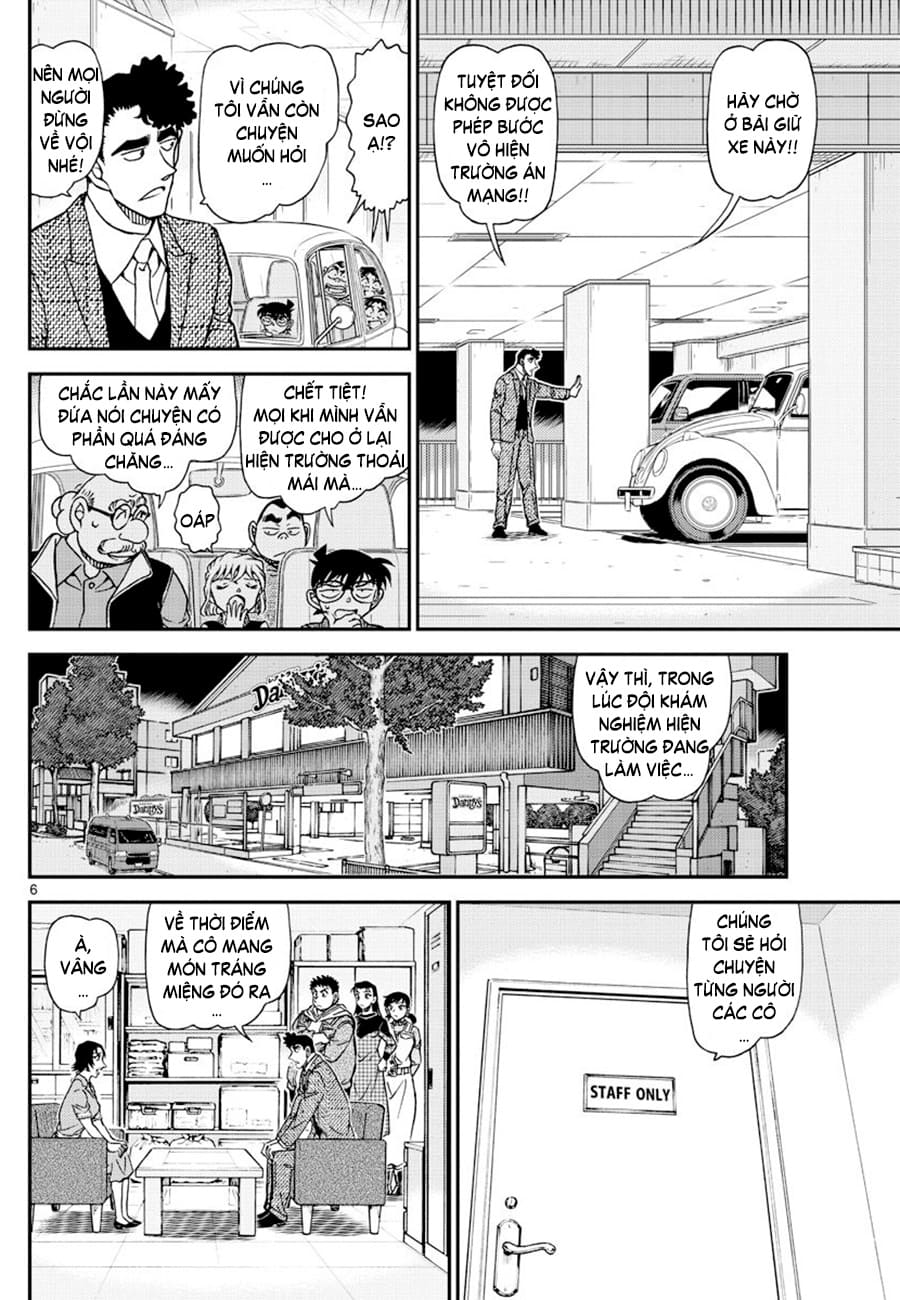 HÃY CHỜ
Ở BÃI GIỮ
XE NÀY!!
TUYỆT ĐỐI
KHÔNG ĐƯỢC
PHÉP BƯỚC
VÔ HIỆN
TRƯỜNG ÁN
MẠNG!!
SAO
Ạ!?
VÌ CHÚNG
TÔI VẪN CÒN
CHUYỆN
MUỐN HỎI
...
NÊN MỌI
NGƯỜI
ĐỪNG
VỀ VỘI
NHÉ!
CHẾT TIỆT!
MỌI KHI MÌNH VẪN
ĐƯỢC CHO Ở LẠI
HIỆN TRƯỜNG THOẢI
MÁI MÀ...
OÁP
CHẮC LẦN NÀY MẤY
ĐỨA NÓI CHUYỆN CÓ
PHẦN QUÁ ĐÁNG
CHĂNG...
VẬY THÌ, TRONG
LÚC ĐỘI KHÁM
NGHIỆM HIỆN
TRƯỜNG ĐANG
LÀM VIỆC...
Danny's
Danny's
Danny's
6
CHÚNG
TÔI SẼ HỎI
CHUYỆN
TỪNG NGƯỜI
CÁC CÔ
...
STAFF ONLY
VỀ THỜI ĐIỂM
MÀ CÔ MANG
MÓN TRÁNG
MIỆNG ĐÓ RA
...
À,
VÂNG
...